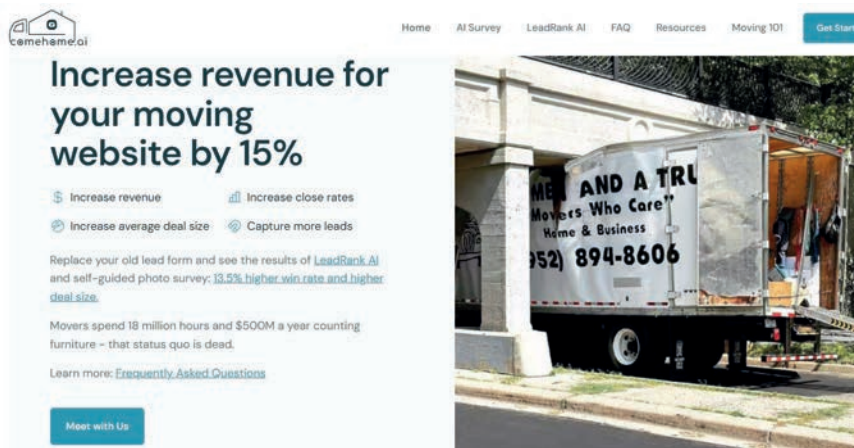 G
comehome.ai
Home AI Survey LeadRank AI FAQ Resources Moving 101 Get Start
Increase revenue for
your moving
website by 15%
$ Increase revenue
Increase close rates
Increase average deal size
Capture more leads
Replace your old lead form and see the results of LeadRank AI
and self-guided photo survey: 13.5% higher win rate and higher
deal size.
Movers spend 18 million hours and $500M a year counting
furniture - that status quo is dead.
Learn more: Frequently Asked Questions
Meet with Us
MEN AND A TRU
Movers Who Care"
Home & Business
952) 894-8606